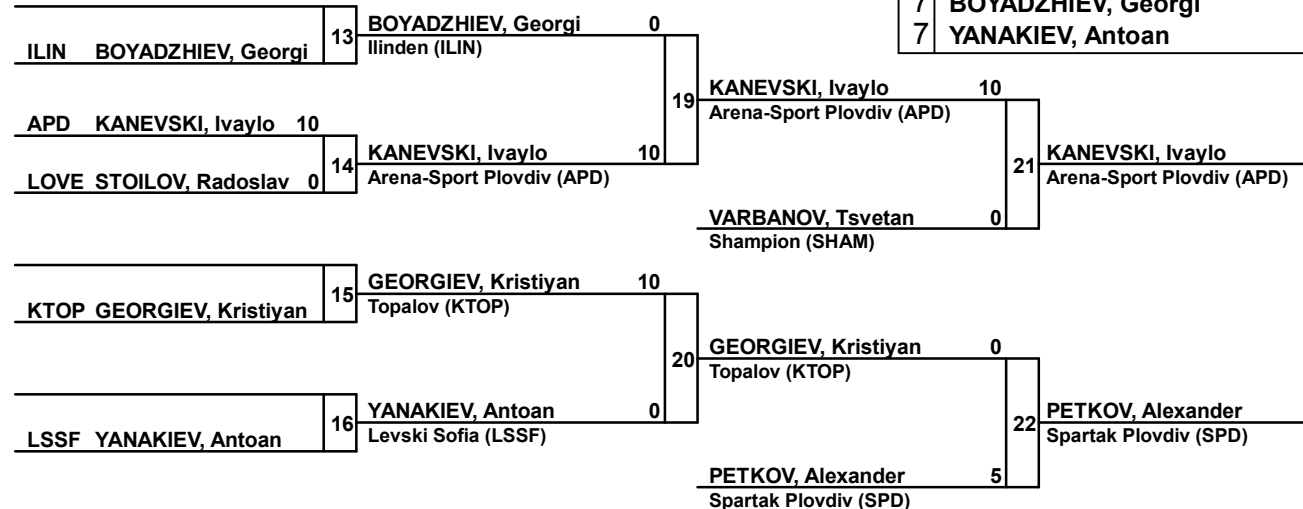 7 BOYADZHIEV, Georgi
7 YANAKIEV, Antoan
13 BOYADZHIEV, Georgi 0
Ilinden (ILIN)
ILIN BOYADZHIEV, Georgi
19 KANEVSKI, Ivaylo 10
Arena-Sport Plovdiv (APD)
APD KANEVSKI, Ivaylo 10
14 KANEVSKI, Ivaylo 10
Arena-Sport Plovdiv (APD)
LOVE STOILOV, Radoslav 0
21 KANEVSKI, Ivaylo
Arena-Sport Plovdiv (APD)
VARBANOV, Tsvetan 0
Shampion (SHAM)
15 GEORGIEV, Kristiyan 10
Topalov (KTOP)
KTOP GEORGIEV, Kristiyan
20 GEORGIEV, Kristiyan 0
Topalov (KTOP)
16 YANAKIEV, Antoan 0
Levski Sofia (LSSF)
LSSF YANAKIEV, Antoan
22 PETKOV, Alexander
Spartak Plovdiv (SPD)
PETKOV, Alexander 5
Spartak Plovdiv (SPD)